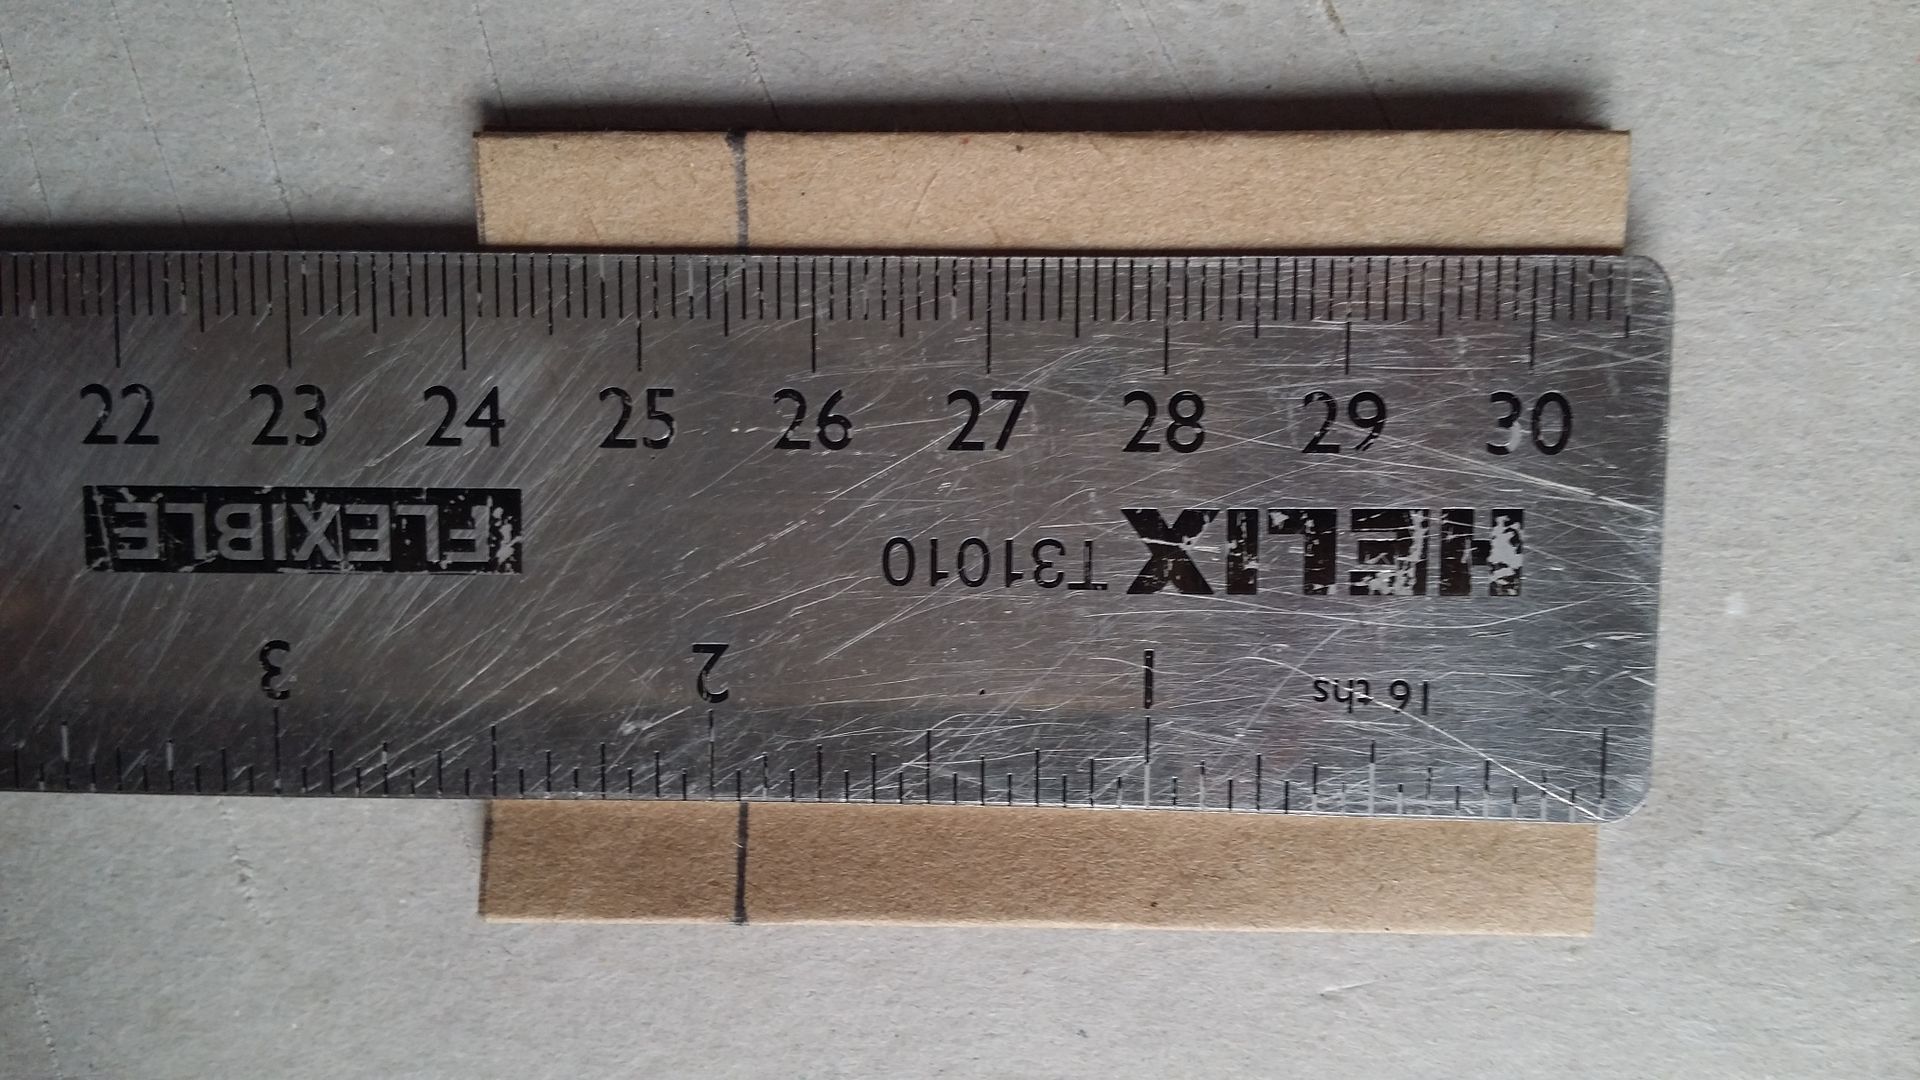 22 23 24 25 26 27 28 29 30
HELIX T31010 FLEXIBLE
16 ths 1 2 3